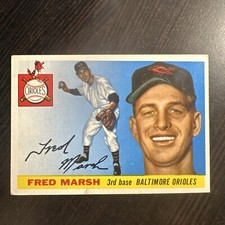 ORIOLES
Fred
Marsh
FRED MARSH 3rd base BALTIMORE ORIOLES